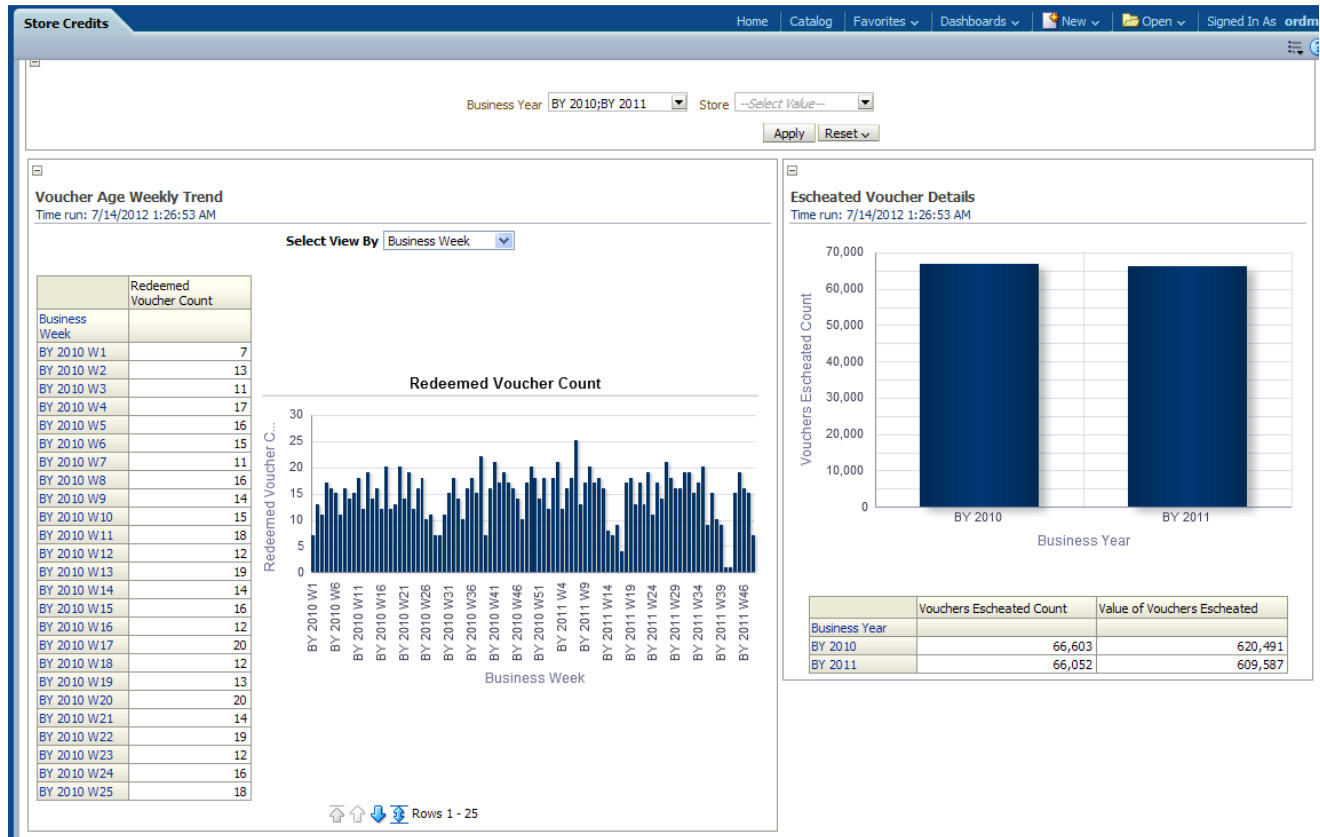 Store Credits
Home Catalog Favorites Dashboards New Open Signed In As ordm
Business Year BY 2010;BY 2011 Store --Select Value--
Apply Reset
Voucher Age Weekly Trend
Time run: 7/14/2012 1:26:53 AM
Select View By Business Week
Redeemed
Voucher Count
Business
Week
BY 2010 W1 7
BY 2010 W2 13
BY 2010 W3 11
BY 2010 W4 17
BY 2010 W5 16
BY 2010 W6 15
BY 2010 W7 11
BY 2010 W8 16
BY 2010 W9 14
BY 2010 W10 15
BY 2010 W11 18
BY 2010 W12 12
BY 2010 W13 19
BY 2010 W14 14
BY 2010 W15 16
BY 2010 W16 12
BY 2010 W17 20
BY 2010 W18 12
BY 2010 W19 13
BY 2010 W20 20
BY 2010 W21 14
BY 2010 W22 19
BY 2010 W23 12
BY 2010 W24 16
BY 2010 W25 18
Redeemed Voucher Count
Redeemed Voucher C...
30
25
20
15
10
5
0
BY 2010 W1
BY 2010 W6
BY 2010 W11
BY 2010 W16
BY 2010 W21
BY 2010 W26
BY 2010 W31
BY 2010 W36
BY 2010 W41
BY 2010 W46
BY 2010 W51
BY 2011 W4
BY 2011 W9
BY 2011 W14
BY 2011 W19
BY 2011 W24
BY 2011 W29
BY 2011 W34
BY 2011 W39
BY 2011 W46
Business Week
Rows 1 - 25
Escheated Voucher Details
Time run: 7/14/2012 1:26:53 AM
Vouchers Escheated Count
70,000
60,000
50,000
40,000
30,000
20,000
10,000
0
BY 2010 BY 2011
Business Year
Vouchers Escheated Count Value of Vouchers Escheated
Business Year
BY 2010 66,603 620,491
BY 2011 66,052 609,587